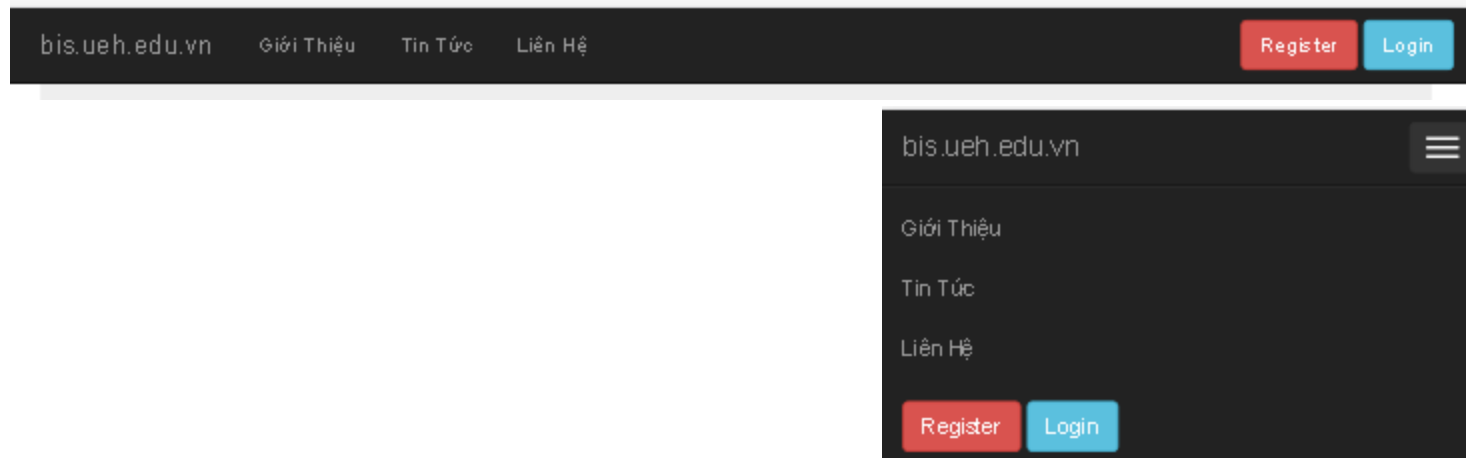 bis.ueh.edu.vn Giới Thiệu Tin Tức Liên Hệ Register Login
bis.ueh.edu.vn
Giới Thiệu
Tin Tức
Liên Hệ
Register Login